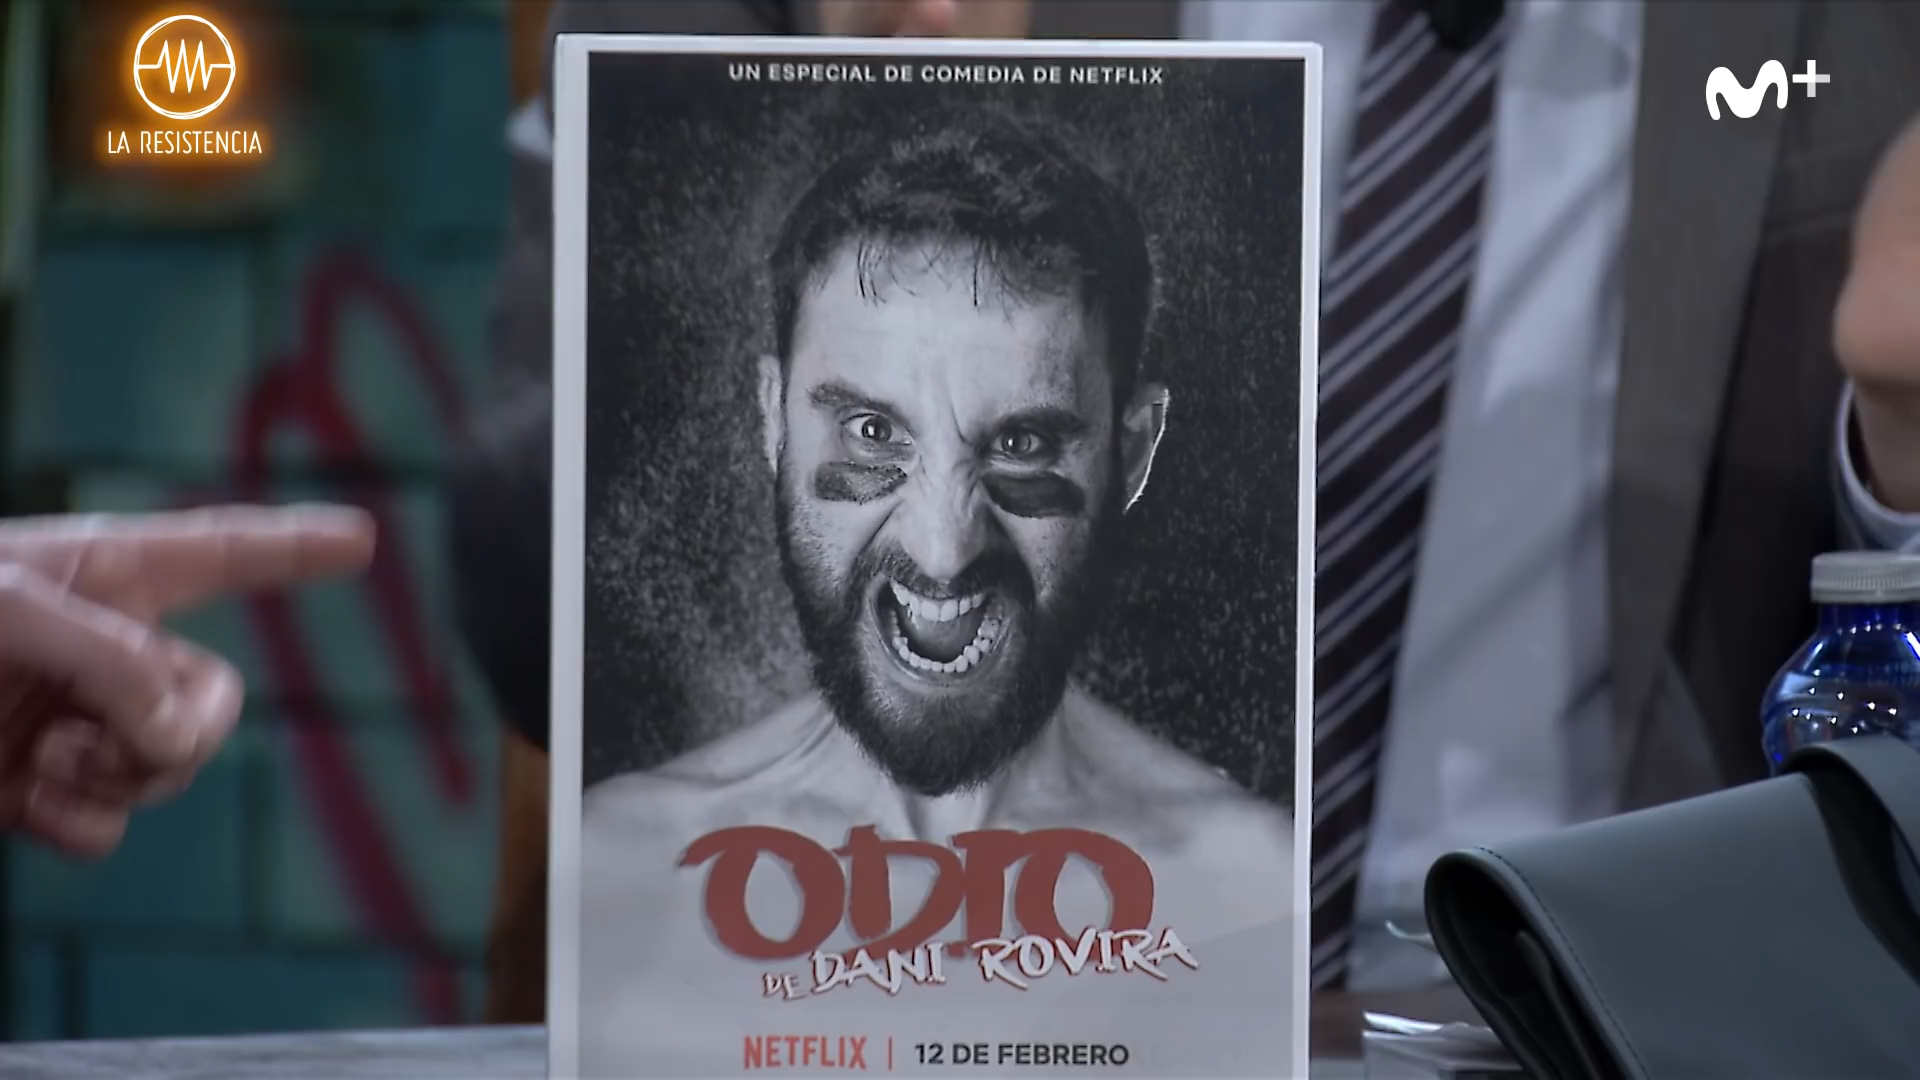 LA RESISTENCIA
M+
UN ESPECIAL DE COMEDIA DE NETFLIX
ODIO
DE DANI ROVIRA
NETFLIX | 12 DE FEBRERO